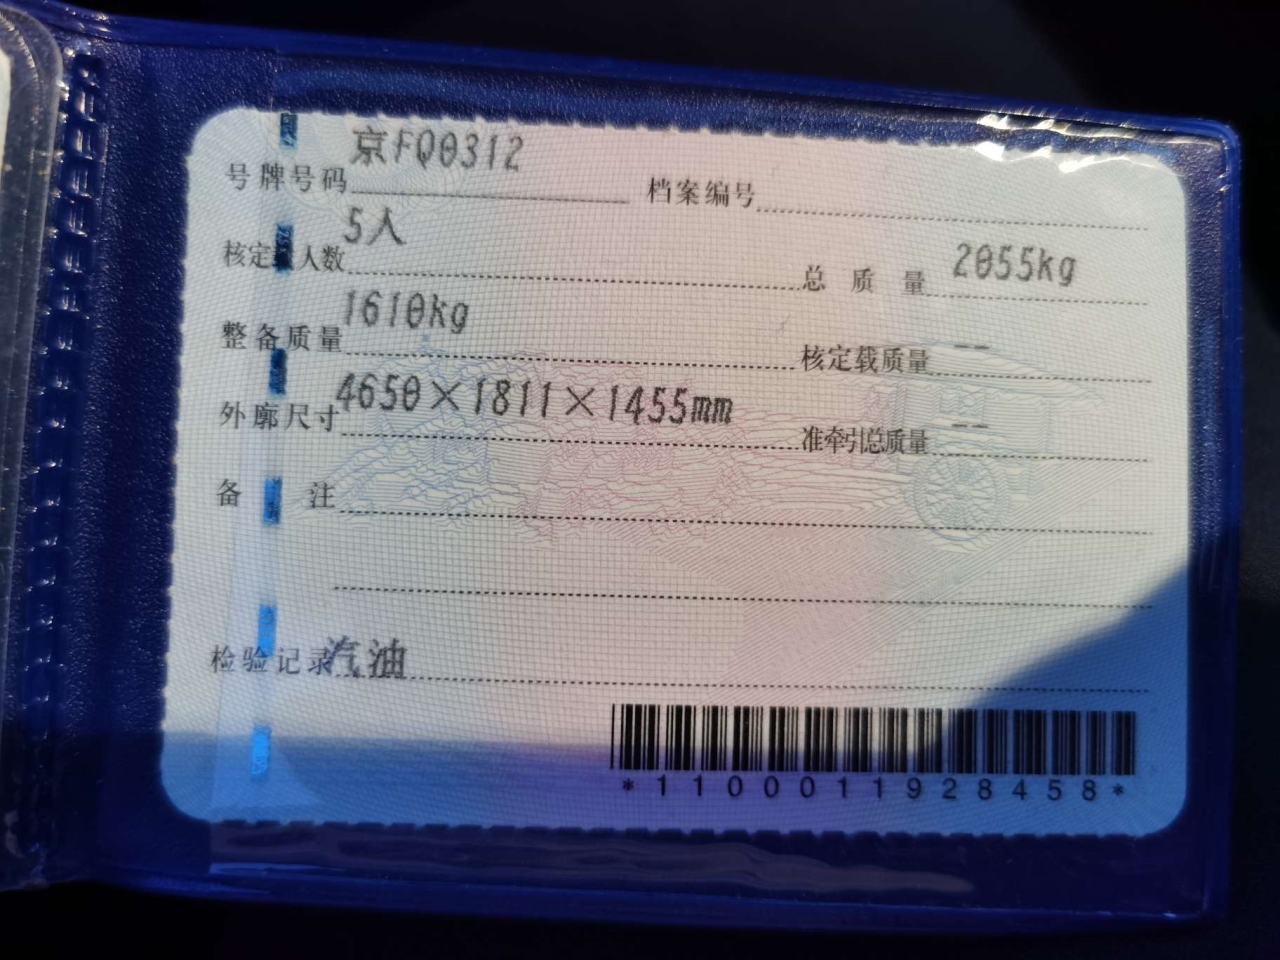 号牌号码 京FQ0312 档案编号
核定载人数 5人 总质量 2055kg
整备质量 1610kg 核定载质量 --
外廓尺寸 4650×1811×1455mm 准牵引总质量 --
备注
检验记录 汽油
*1100011928458*